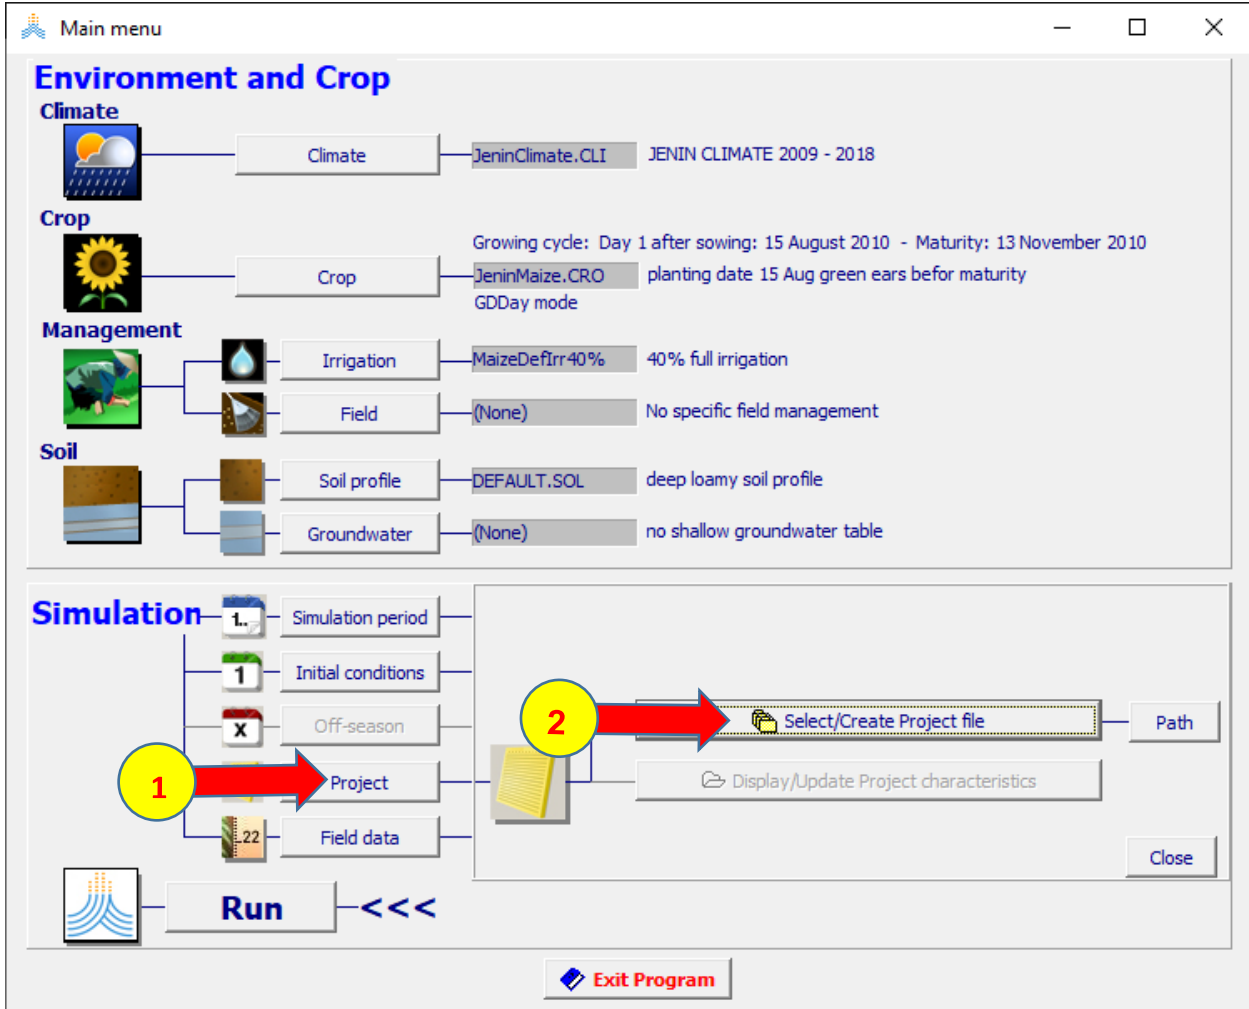 Main menu
Environment and Crop
Climate
Climate JeninClimate.CLI JENIN CLIMATE 2009 - 2018
Crop
Growing cycle: Day 1 after sowing: 15 August 2010 - Maturity: 13 November 2010
Crop JeninMaize.CRO planting date 15 Aug green ears befor maturity
GDDay mode
Management
Irrigation MaizeDefIrr40% 40% full irrigation
Field (None) No specific field management
Soil
Soil profile DEFAULT.SOL deep loamy soil profile
Groundwater (None) no shallow groundwater table
Simulation
1.. Simulation period
1 Initial conditions
x Off-season
2 Select/Create Project file Path
1 Project Display/Update Project characteristics
.22 Field data
Close
Run <<<
Exit Program